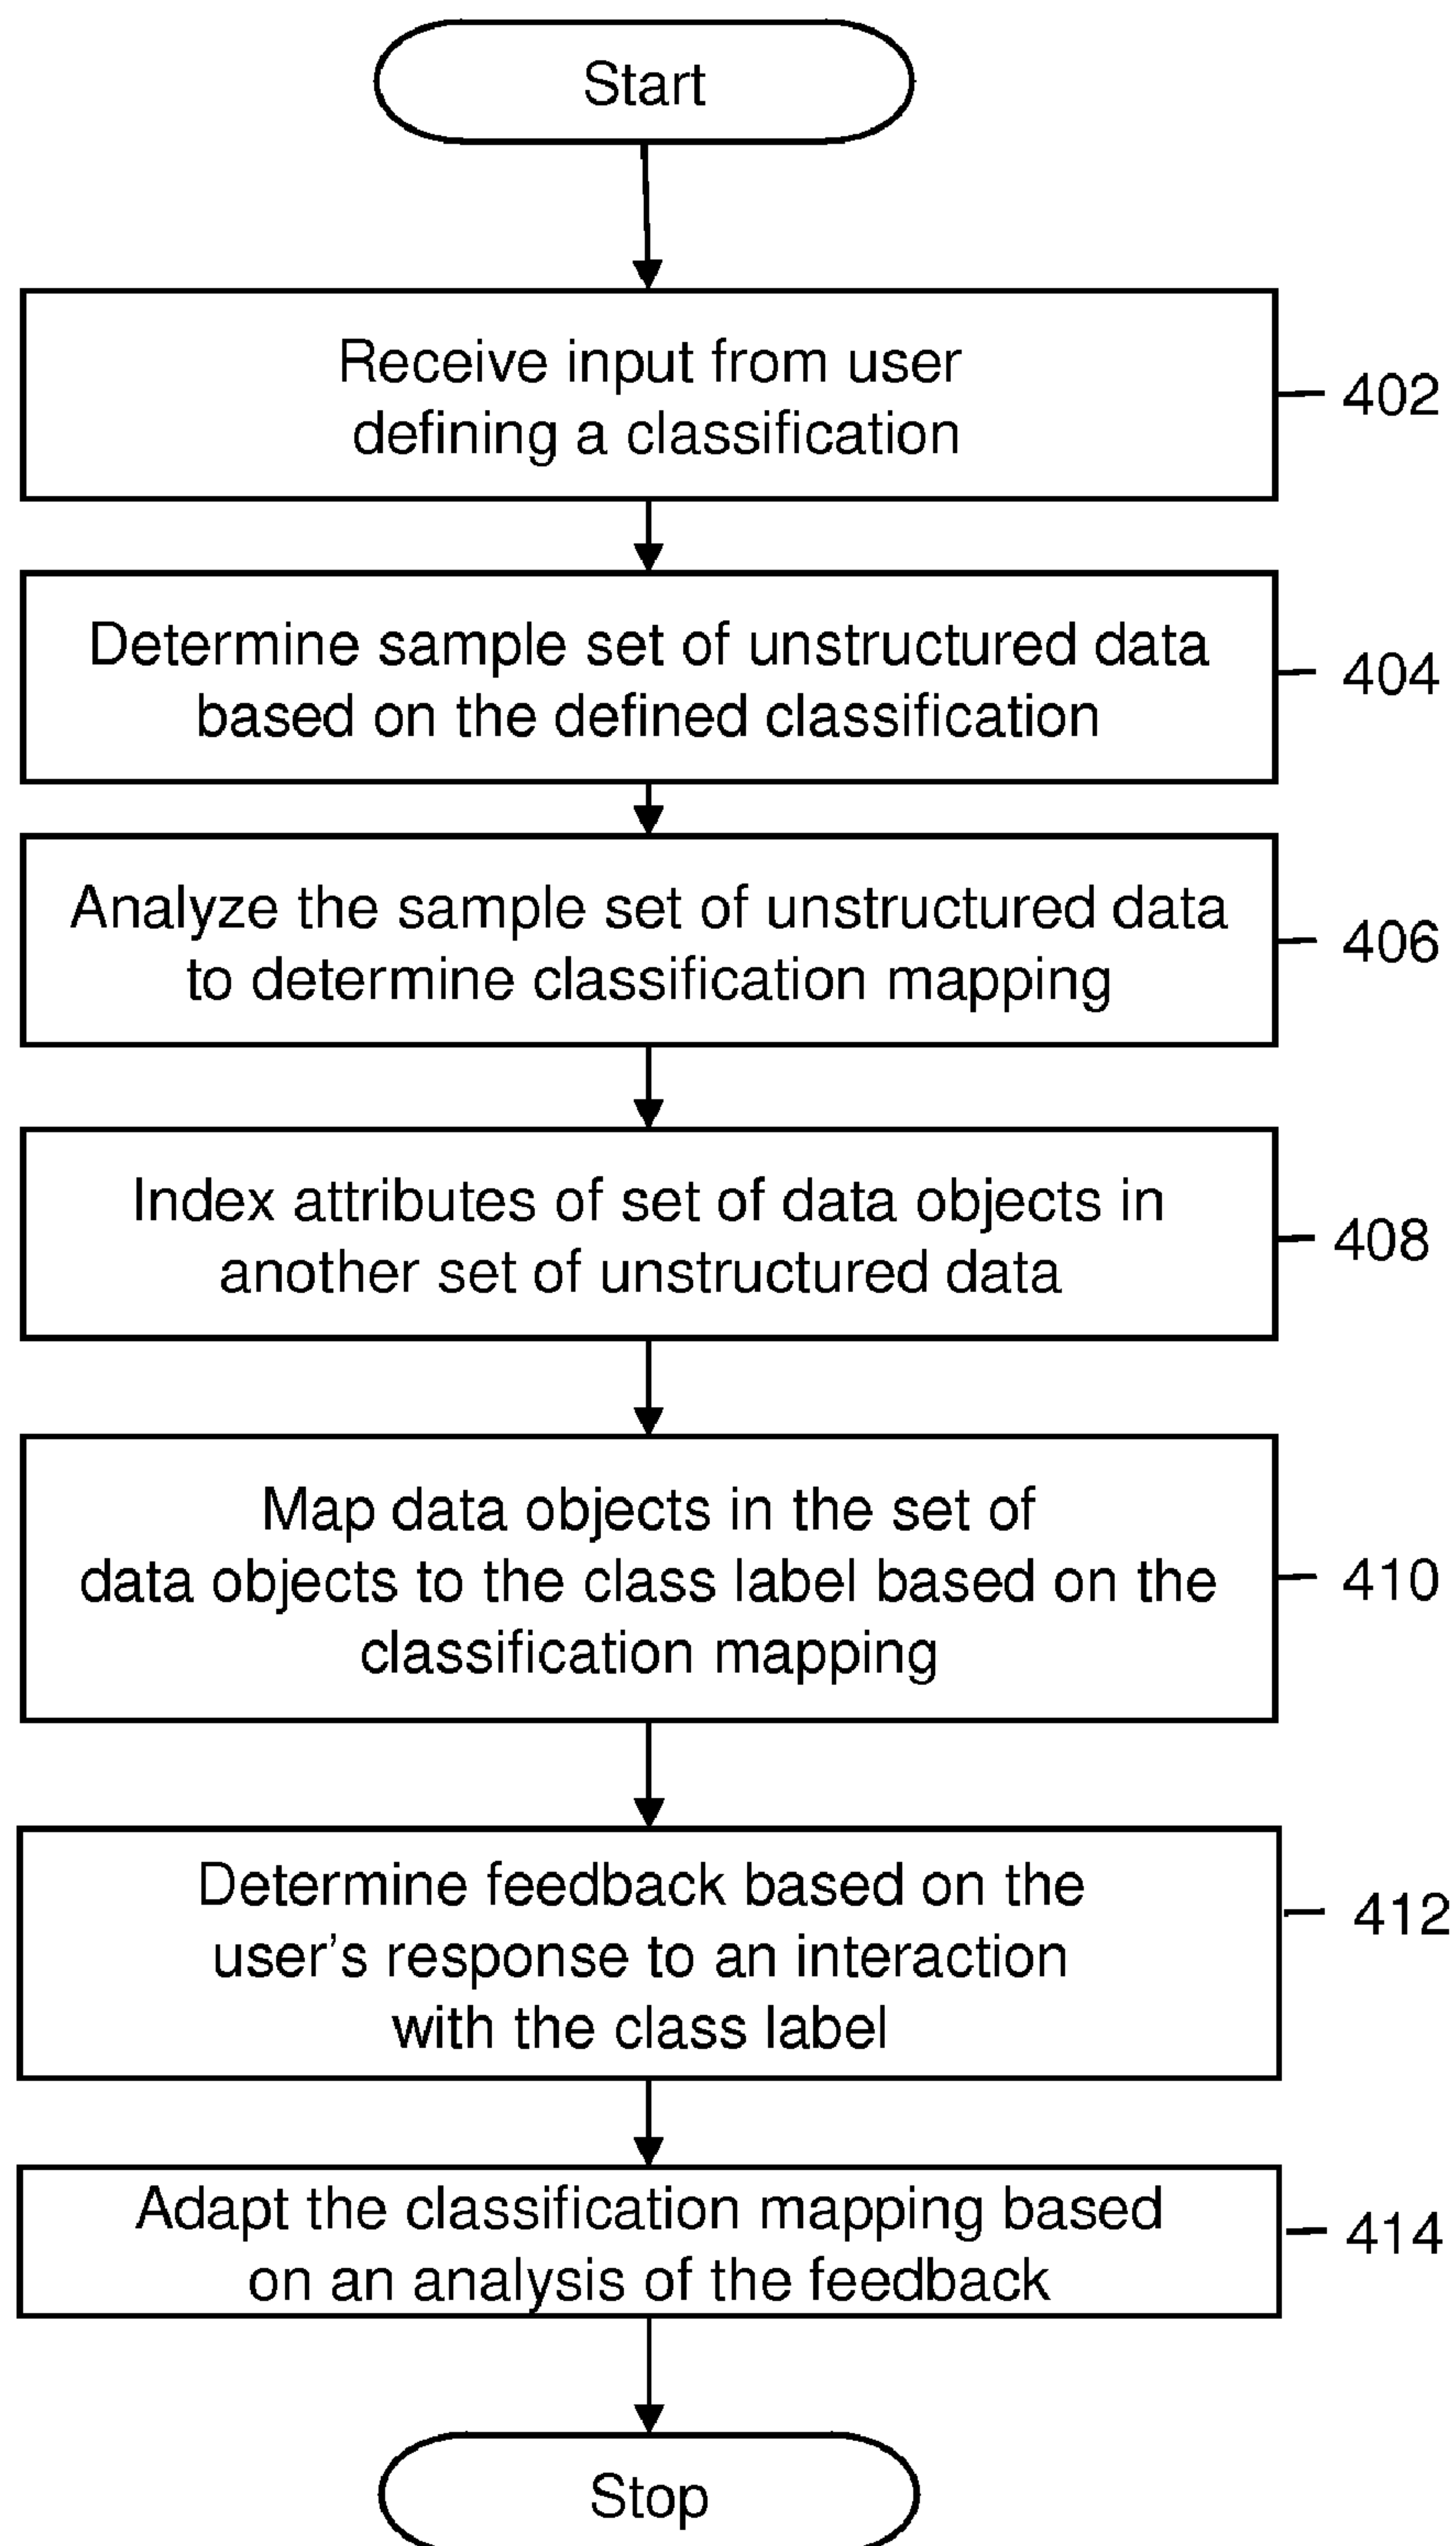 Start
Receive input from user
defining a classification
402
Determine sample set of unstructured data
based on the defined classification
404
Analyze the sample set of unstructured data
to determine classification mapping
406
Index attributes of set of data objects in
another set of unstructured data
408
Map data objects in the set of
data objects to the class label based on the
classification mapping
410
Determine feedback based on the
user's response to an interaction
with the class label
412
Adapt the classification mapping based
on an analysis of the feedback
414
Stop